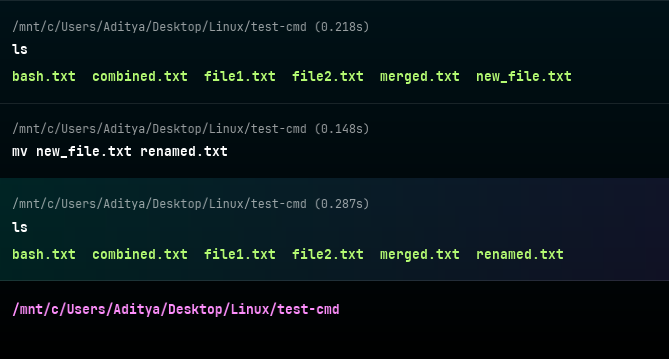 /mnt/c/Users/Aditya/Desktop/Linux/test-cmd (0.218s)
ls
bash.txt  combined.txt  file1.txt  file2.txt  merged.txt  new_file.txt
/mnt/c/Users/Aditya/Desktop/Linux/test-cmd (0.148s)
mv new_file.txt renamed.txt
/mnt/c/Users/Aditya/Desktop/Linux/test-cmd (0.287s)
ls
bash.txt  combined.txt  file1.txt  file2.txt  merged.txt  renamed.txt
/mnt/c/Users/Aditya/Desktop/Linux/test-cmd